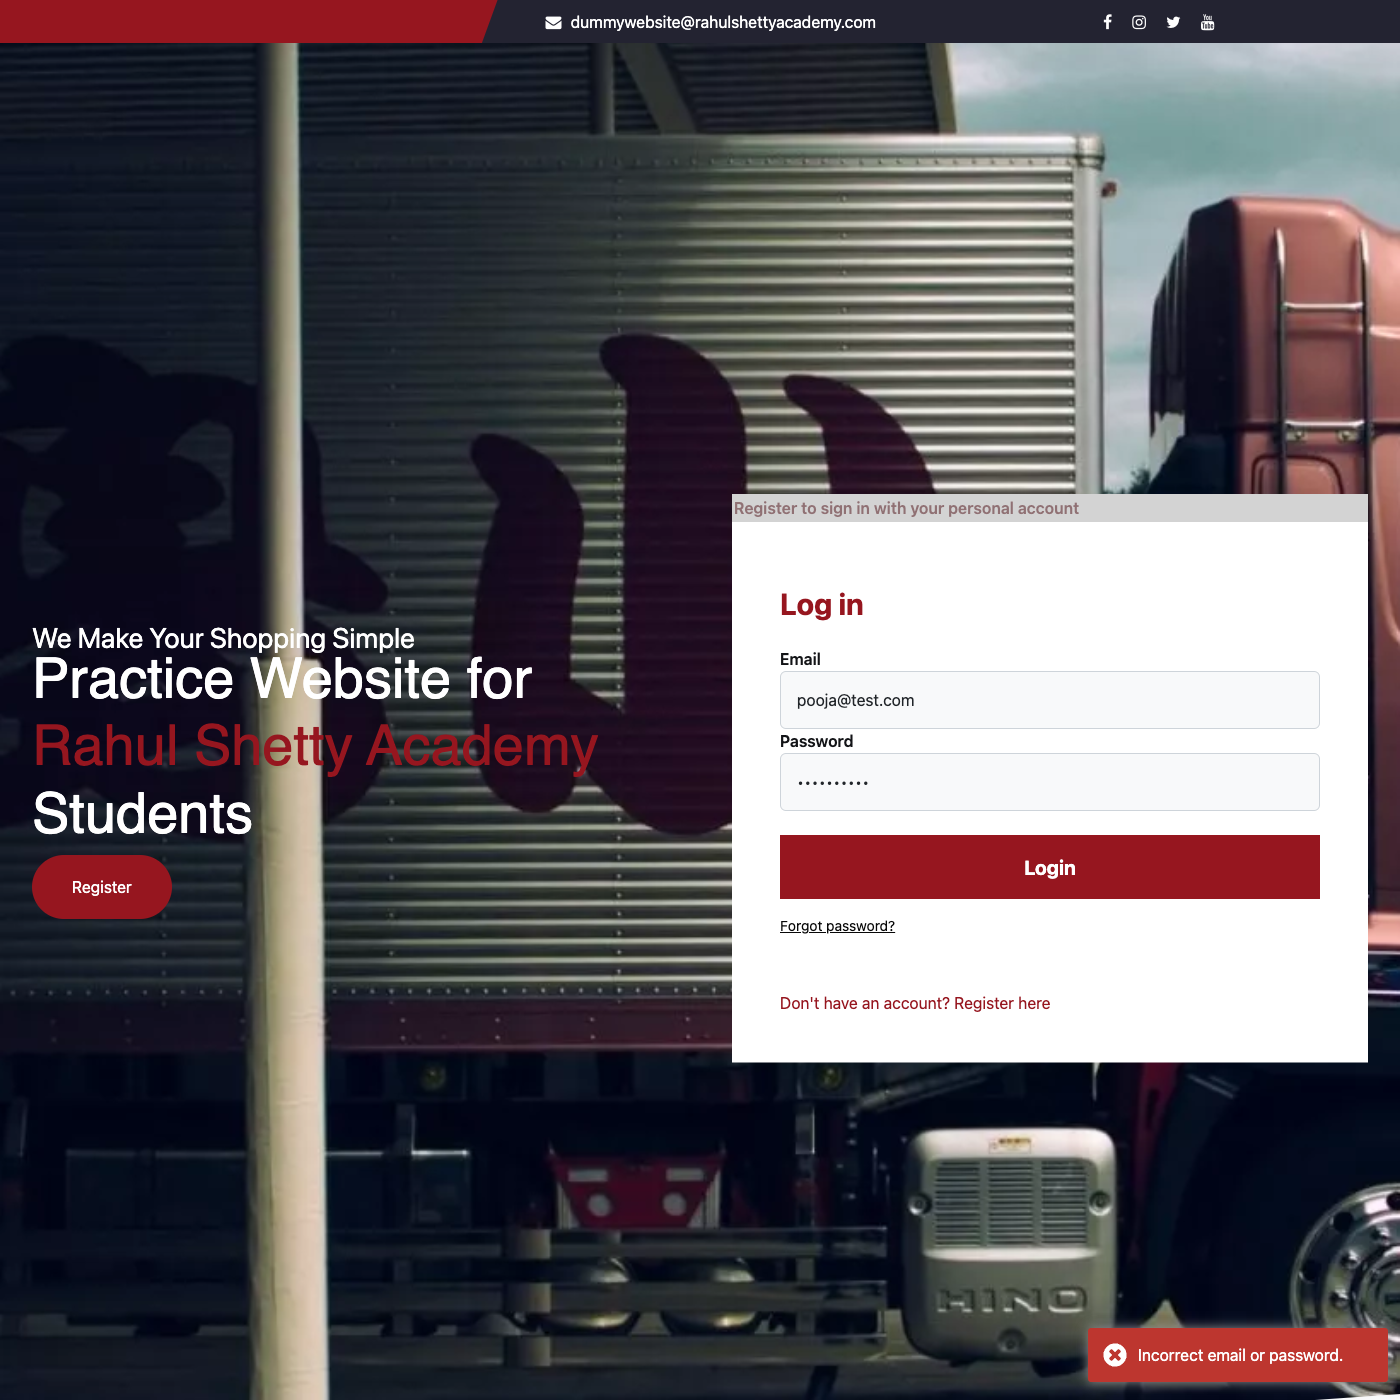 dummywebsite@rahulshettyacademy.com
Register to sign in with your personal account
We Make Your Shopping Simple
Practice Website for
Rahul Shetty Academy
Students
Register
Log in
Email
pooja@test.com
Password
••••••••••
Login
Forgot password?
Don't have an account? Register here
HINO
Incorrect email or password.